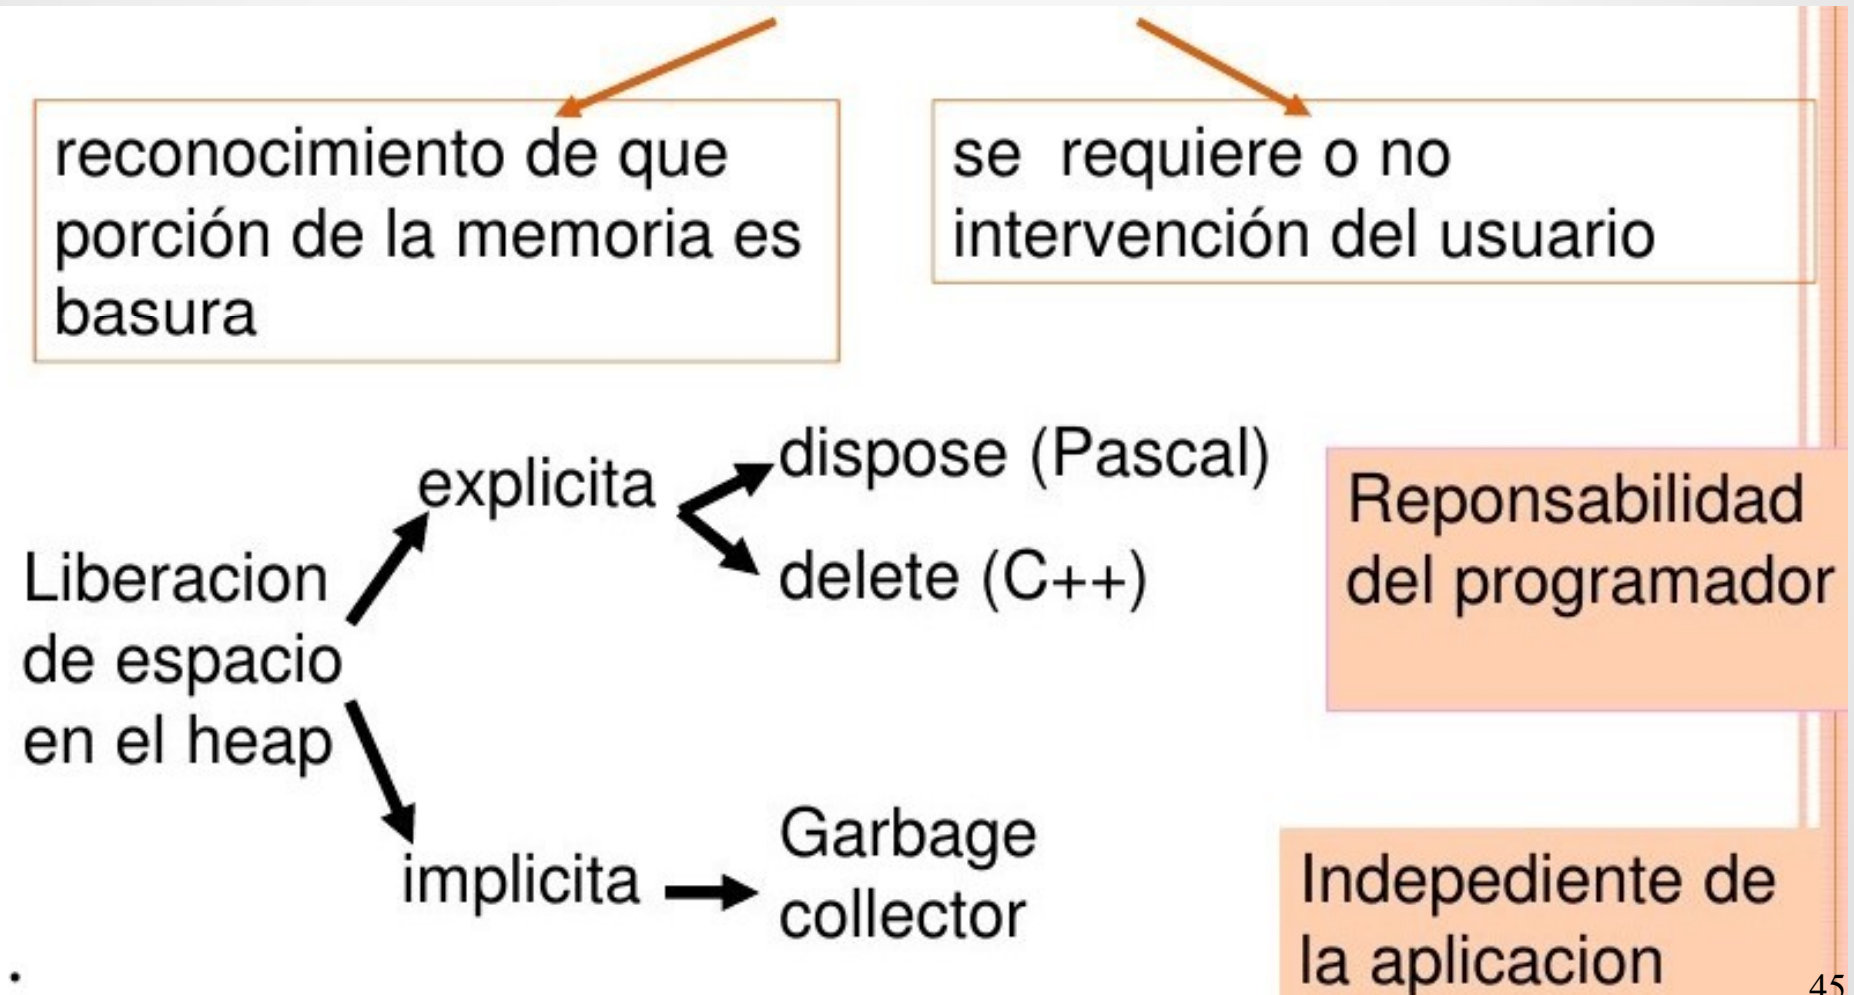 reconocimiento de que
porción de la memoria es
basura
se requiere o no
intervención del usuario
Liberacion
de espacio
en el heap
explicita
dispose (Pascal)
delete (C++)
Reponsabilidad
del programador
implicita
Garbage
collector
Indepediente de
la aplicacion
45